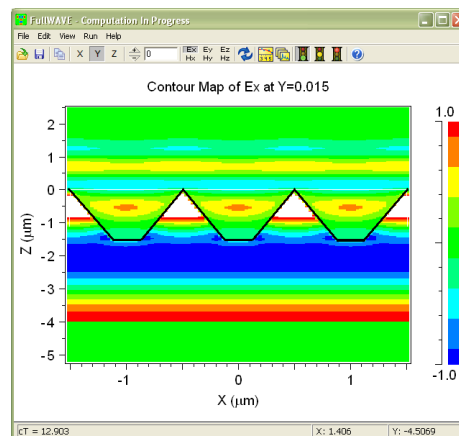 FullWAVE - Computation In Progress
File Edit View Run Help
X Y Z 0 Ex Ey Ez
Hx Hy Hz
Contour Map of Ex at Y=0.015
1.0
2
1
0
-1
-2
-3
-4
-5
Z (μm)
-1.0
-1 0 1
X (μm)
cT = 12.903 X: 1.406 Y: -4.5069